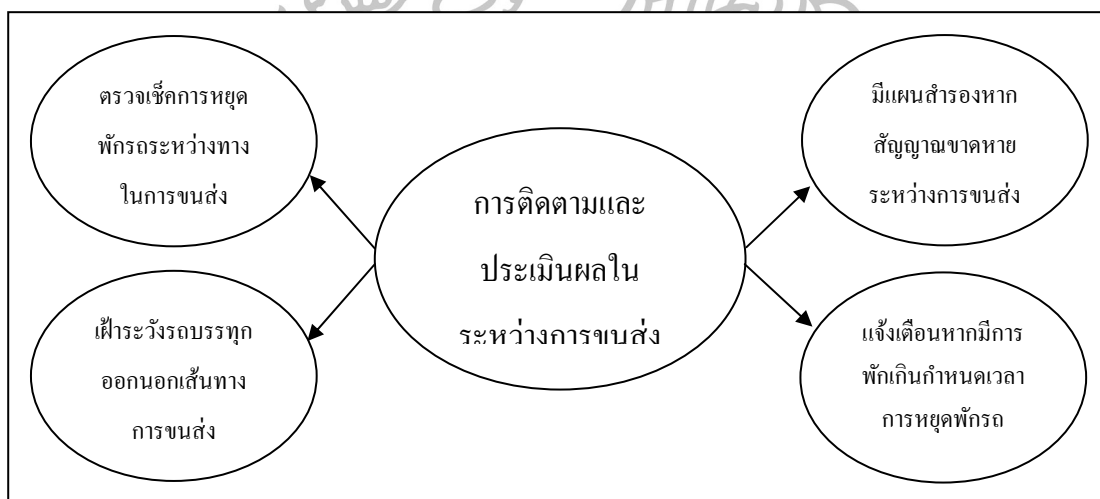 ตรวจเช็คการหยุด
พักรถระหว่างทาง
ในการขนส่ง
มีแผนสำรองหาก
สัญญาณขาดหาย
ระหว่างการขนส่ง
การติดตามและ
ประเมินผลใน
ระหว่างการขนส่ง
เฝ้าระวังรถบรรทุก
ออกนอกเส้นทาง
การขนส่ง
แจ้งเตือนหากมีการ
พักเกินกำหนดเวลา
การหยุดพักรถ